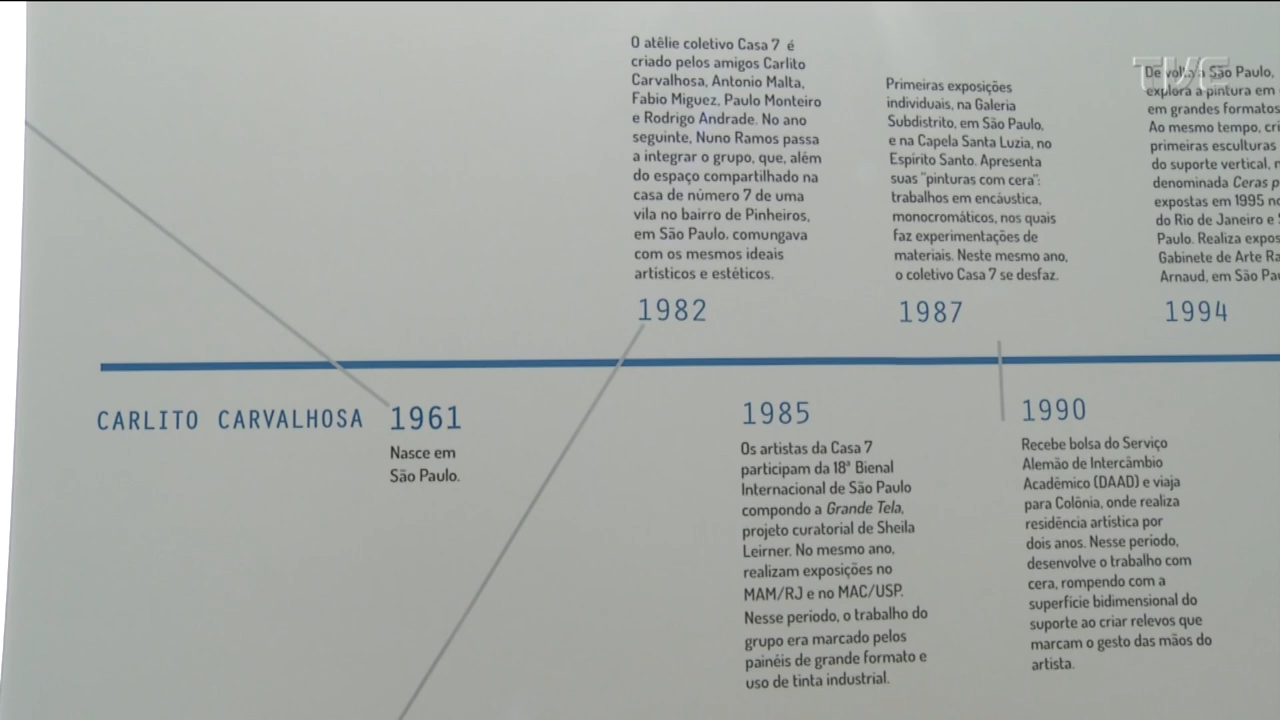 O atêlie coletivo Casa 7 é
criado pelos amigos Carlito
Carvalhosa, Antonio Malta,
Fabio Miguez, Paulo Monteiro
e Rodrigo Andrade. No ano
seguinte, Nuno Ramos passa
a integrar o grupo, que, além
do espaço compartilhado na
casa de número 7 de uma
vila no bairro de Pinheiros,
em São Paulo, comungava
com os mesmos ideais
artísticos e estéticos.
1982
Primeiras exposições
individuais, na Galeria
Subdistrito, em São Paulo,
e na Capela Santa Luzia, no
Espírito Santo. Apresenta
suas "pinturas com cera":
trabalhos em encáustica,
monocromáticos, nos quais
faz experimentações de
materiais. Neste mesmo ano,
o coletivo Casa 7 se desfaz.
1987
TVE
De volta a São Paulo,
explora a pintura em
em grandes formatos
Ao mesmo tempo, cri
primeiras esculturas
do suporte vertical,
denominada Ceras p
expostas em 1995 no
do Rio de Janeiro e
Paulo. Realiza expos
Gabinete de Arte Ra
Arnaud, em São Pau
1994
CARLITO CARVALHOSA
1961
Nasce em
São Paulo.
1985
Os artistas da Casa 7
participam da 18ª Bienal
Internacional de São Paulo
compondo a Grande Tela,
projeto curatorial de Sheila
Leirner. No mesmo ano,
realizam exposições no
MAM/RJ e no MAC/USP.
Nesse período, o trabalho do
grupo era marcado pelos
painéis de grande formato e
uso de tinta industrial.
1990
Recebe bolsa do Serviço
Alemão de Intercâmbio
Acadêmico (DAAD) e viaja
para Colônia, onde realiza
residência artística por
dois anos. Nesse período,
desenvolve o trabalho com
cera, rompendo com a
superfície bidimensional do
suporte ao criar relevos que
marcam o gesto das mãos do
artista.